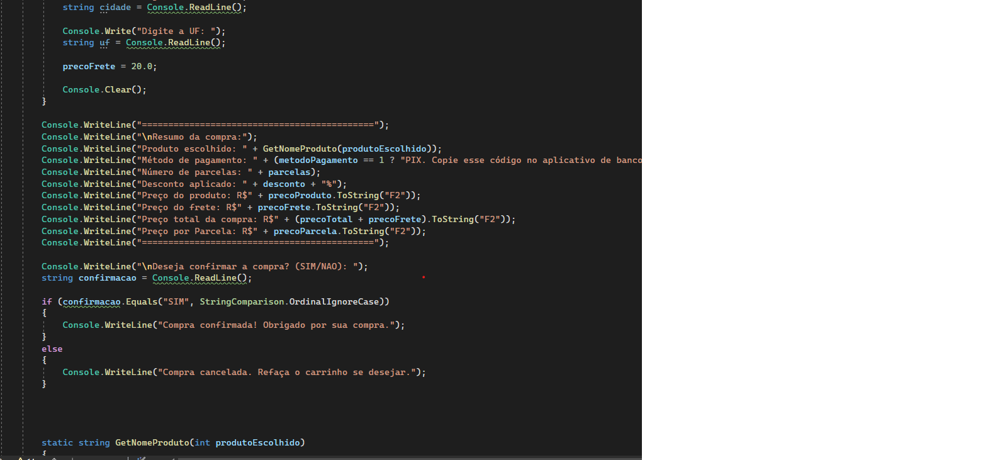 string cidade = Console.ReadLine();
Console.Write("Digite a UF: ");
string uf = Console.ReadLine();
precoFrete = 20.0;
Console.Clear();
}
Console.WriteLine("============================================");
Console.WriteLine("\nResumo da compra:");
Console.WriteLine("Produto escolhido: " + GetNomeProduto(produtoEscolhido));
Console.WriteLine("Método de pagamento: " + (metodoPagamento == 1 ? "PIX. Copie esse código no aplicativo de banco
Console.WriteLine("Número de parcelas: " + parcelas);
Console.WriteLine("Desconto aplicado: " + desconto + "%");
Console.WriteLine("Preço do produto: R$" + precoProduto.ToString("F2"));
Console.WriteLine("Preço do frete: R$" + precoFrete.ToString("F2"));
Console.WriteLine("Preço total da compra: R$" + (precoTotal + precoFrete).ToString("F2"));
Console.WriteLine("Preço por Parcela: R$" + precoParcela.ToString("F2"));
Console.WriteLine("============================================");
Console.WriteLine("\nDeseja confirmar a compra? (SIM/NAO): ");
string confirmacao = Console.ReadLine();
if (confirmacao.Equals("SIM", StringComparison.OrdinalIgnoreCase))
{
Console.WriteLine("Compra confirmada! Obrigado por sua compra.");
}
else
{
Console.WriteLine("Compra cancelada. Refaça o carrinho se desejar.");
}
static string GetNomeProduto(int produtoEscolhido)
{